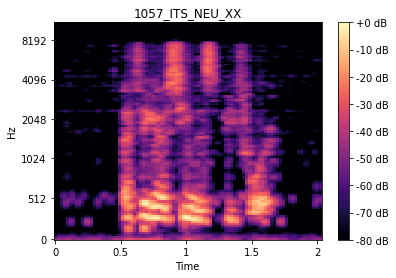 1057_ITS_NEU_XX
Hz
8192
4096
2048
1024
512
0
0
0.5
1
1.5
2
Time
+0 dB
-10 dB
-20 dB
-30 dB
-40 dB
-50 dB
-60 dB
-70 dB
-80 dB